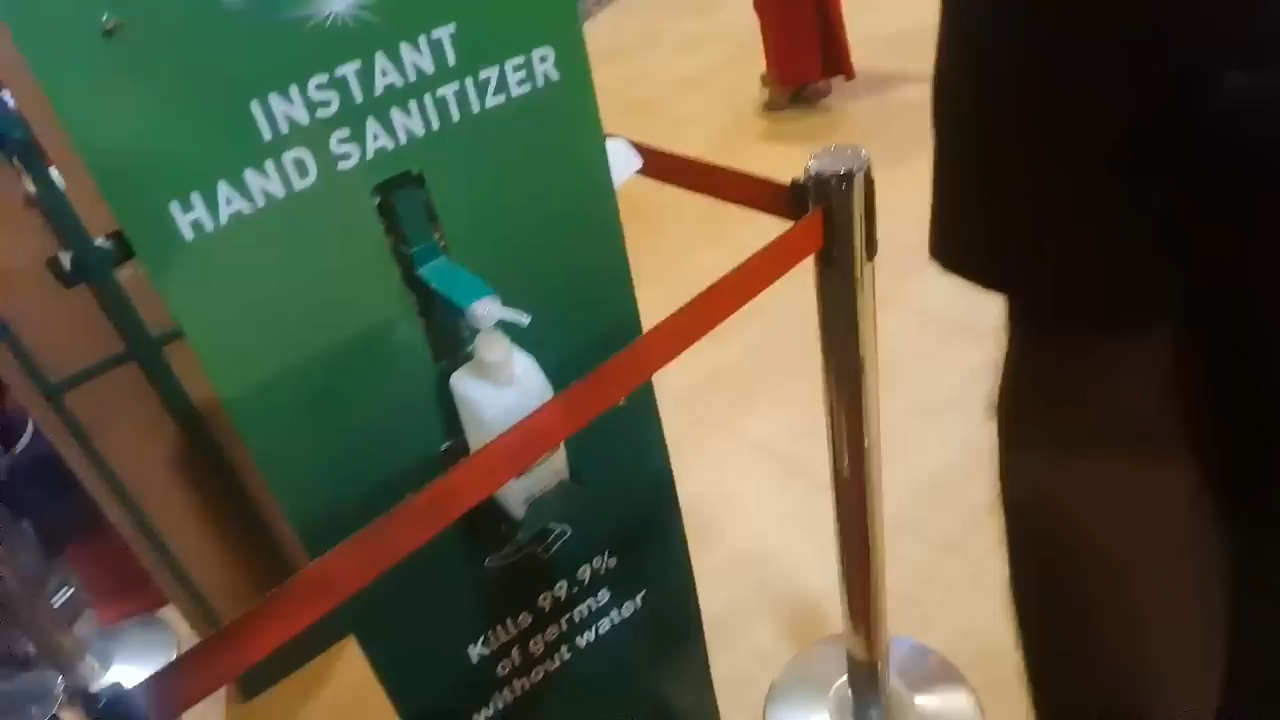 INSTANT
HAND SANITIZER
Kills 99.9%
of germs
without water